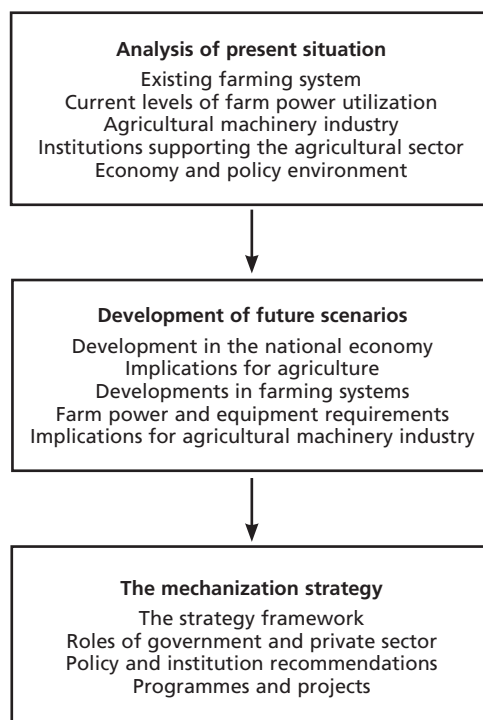 Analysis of present situation
Existing farming system
Current levels of farm power utilization
Agricultural machinery industry
Institutions supporting the agricultural sector
Economy and policy environment
Development of future scenarios
Development in the national economy
Implications for agriculture
Developments in farming systems
Farm power and equipment requirements
Implications for agricultural machinery industry
The mechanization strategy
The strategy framework
Roles of government and private sector
Policy and institution recommendations
Programmes and projects